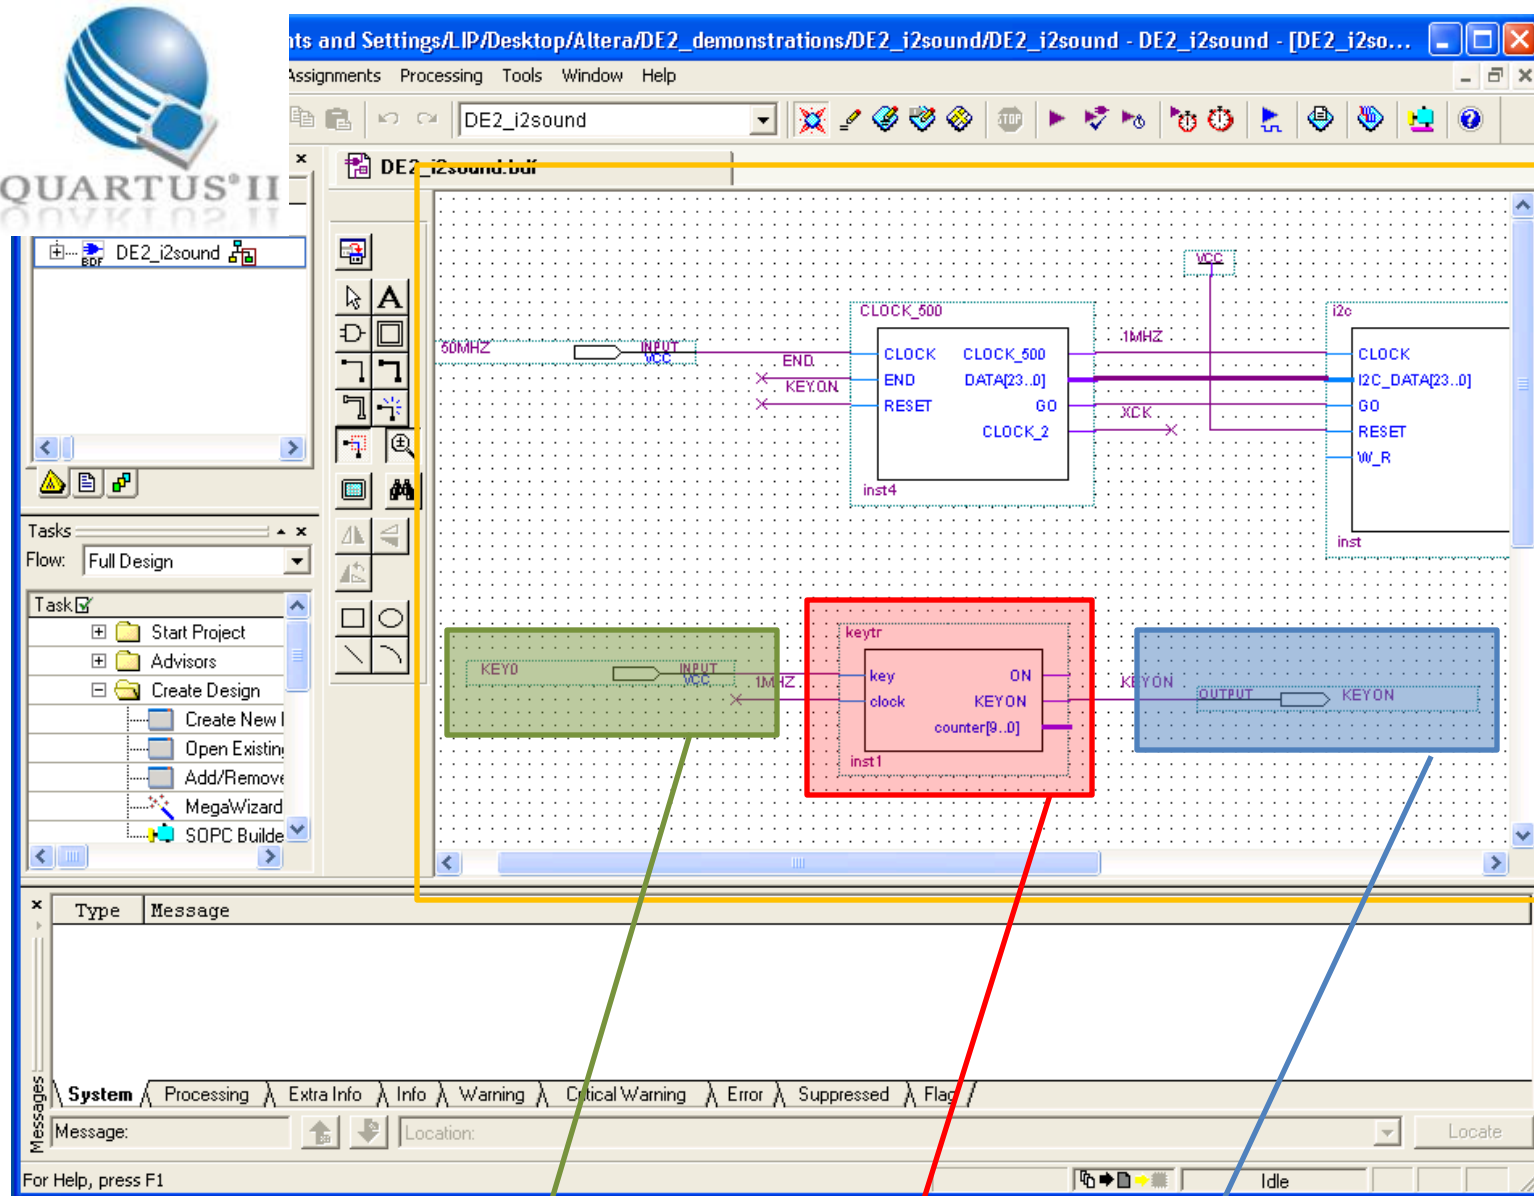 nts and Settings/LIP/Desktop/Altera/DE2_demonstrations/DE2_i2sound/DE2_i2sound - DE2_i2sound - [DE2_i2so...
Assignments Processing Tools Window Help
DE2_i2sound
QUARTUS® II
DE2_i2sound.bdf
BDF DE2_i2sound
VCC
CLOCK_500
i2c
50MHZ INPUT VCC
1MHZ
END
KEYON
CLOCK CLOCK_500
END DATA[23..0]
RESET GO
CLOCK_2
XCK
inst4
CLOCK
I2C_DATA[23..0]
GO
RESET
W_R
inst
Tasks
Flow: Full Design
Task
Start Project
Advisors
Create Design
Create New
Open Existing
Add/Remove
MegaWizard
SOPC Builde
KEY0 INPUT VCC
1MHZ
keytr
key ON
clock KEYON
counter[9..0]
inst1
KEYON
OUTPUT KEYON
Type Message
System Processing Extra Info Info Warning Critical Warning Error Suppressed Flag
Messages
Message: Location: Locate
For Help, press F1 Idle